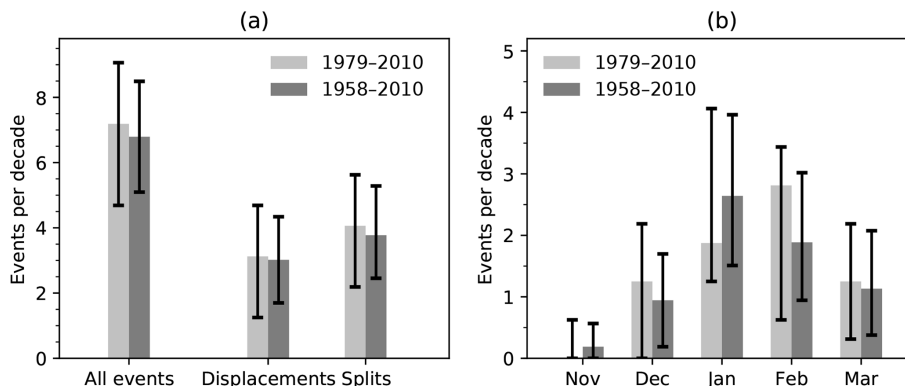 (a)
Events per decade
8
6
4
2
0
1979–2010
1958–2010
All events Displacements Splits
(b)
Events per decade
5
4
3
2
1
0
1979–2010
1958–2010
Nov Dec Jan Feb Mar